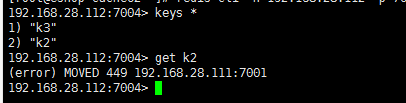 192.168.28.112:7004> keys *
1) "k3"
2) "k2"
192.168.28.112:7004> get k2
(error) MOVED 449 192.168.28.111:7001
192.168.28.112:7004>